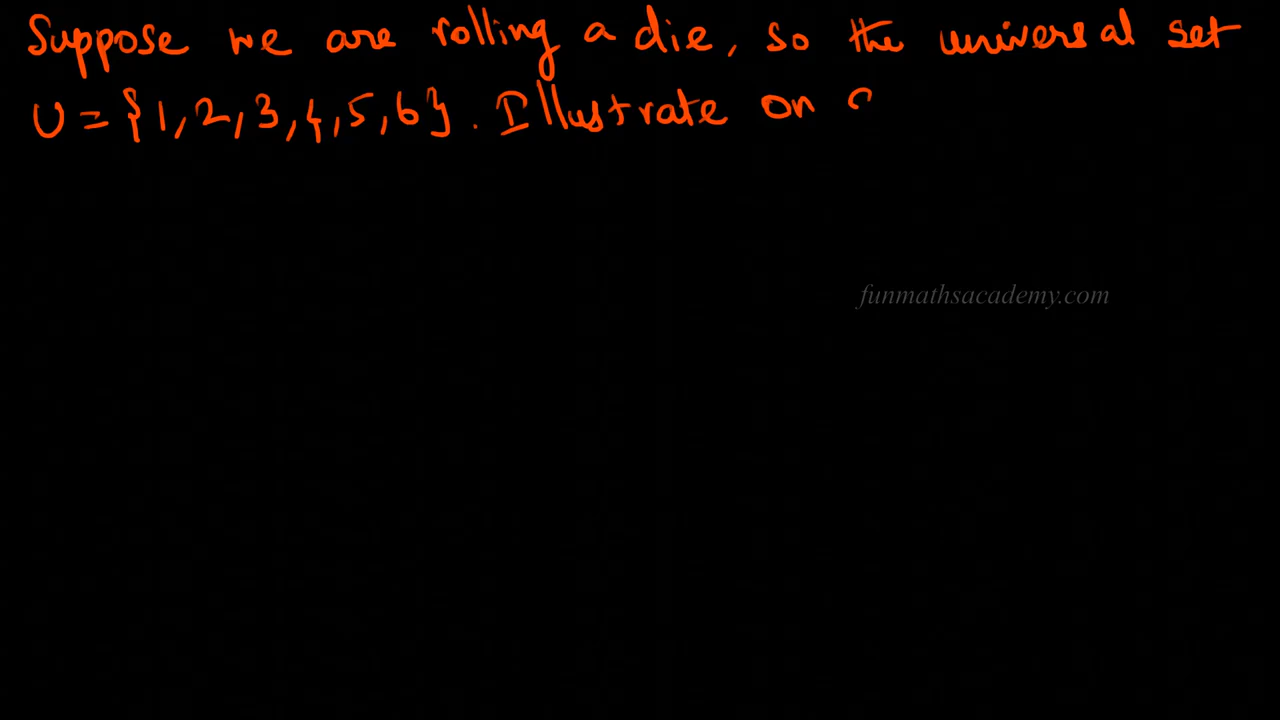 Suppose we are rolling a die, so the universal set
U = {1, 2, 3, 4, 5, 6}. Illustrate on
funmathsacademy.com